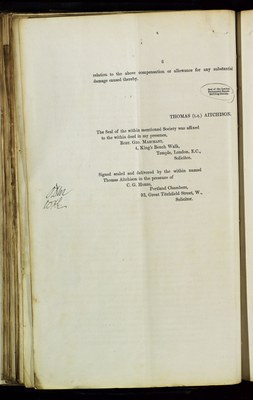 relative to the above compensation or allowance for any substantial
damage caused thereby.
THOMAS (L.S.) AITCHISON.
The Seal of the within mentioned Society was affixed
to the within deed in my presence,
4, King's Bench Walk,
Temple, London, E.C.,
Solicitor.
Signed sealed and delivered by the within named
Thomas Aitchison in the presence of
C. G. Horne,
Portland Chambers,
Great Titchfield Street, W.,
Solicitor.